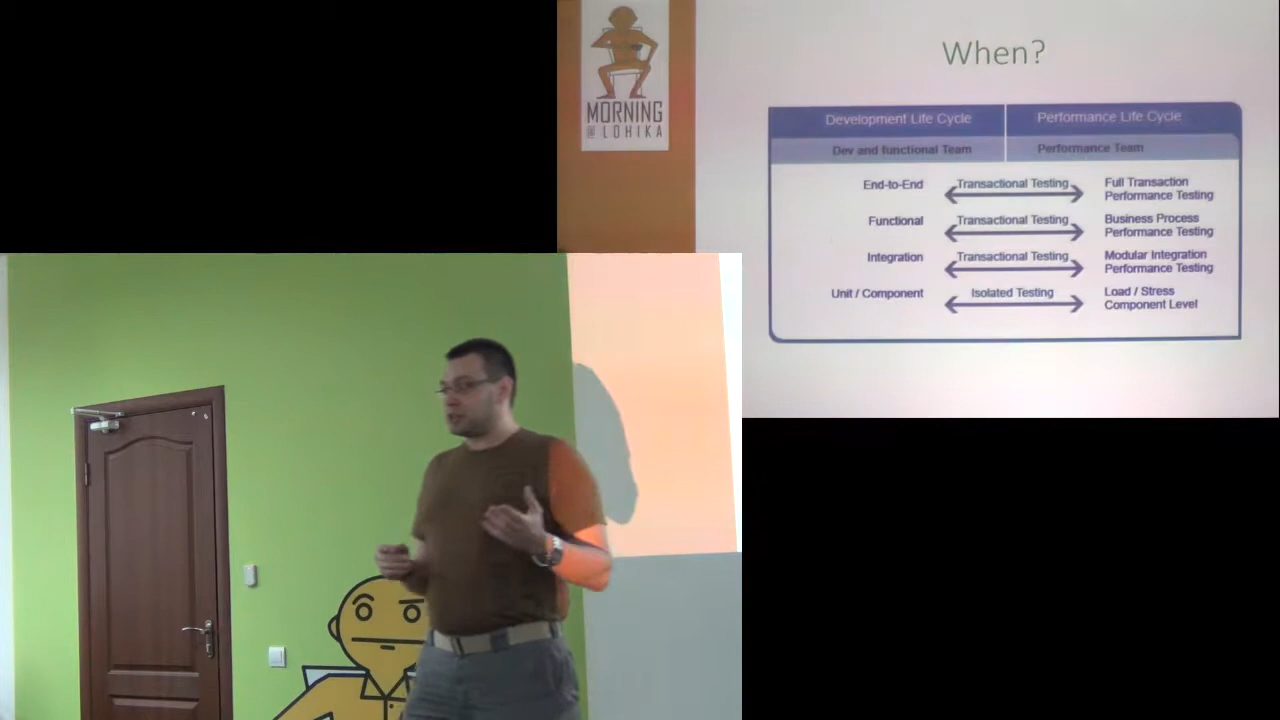 MORNING
@ LOHIKA
When?
Development Life Cycle
Performance Life Cycle
Dev and functional Team
Performance Team
End-to-End
Transactional Testing
Full Transaction
Performance Testing
Functional
Transactional Testing
Business Process
Performance Testing
Integration
Transactional Testing
Modular Integration
Performance Testing
Unit / Component
Isolated Testing
Load / Stress
Component Level